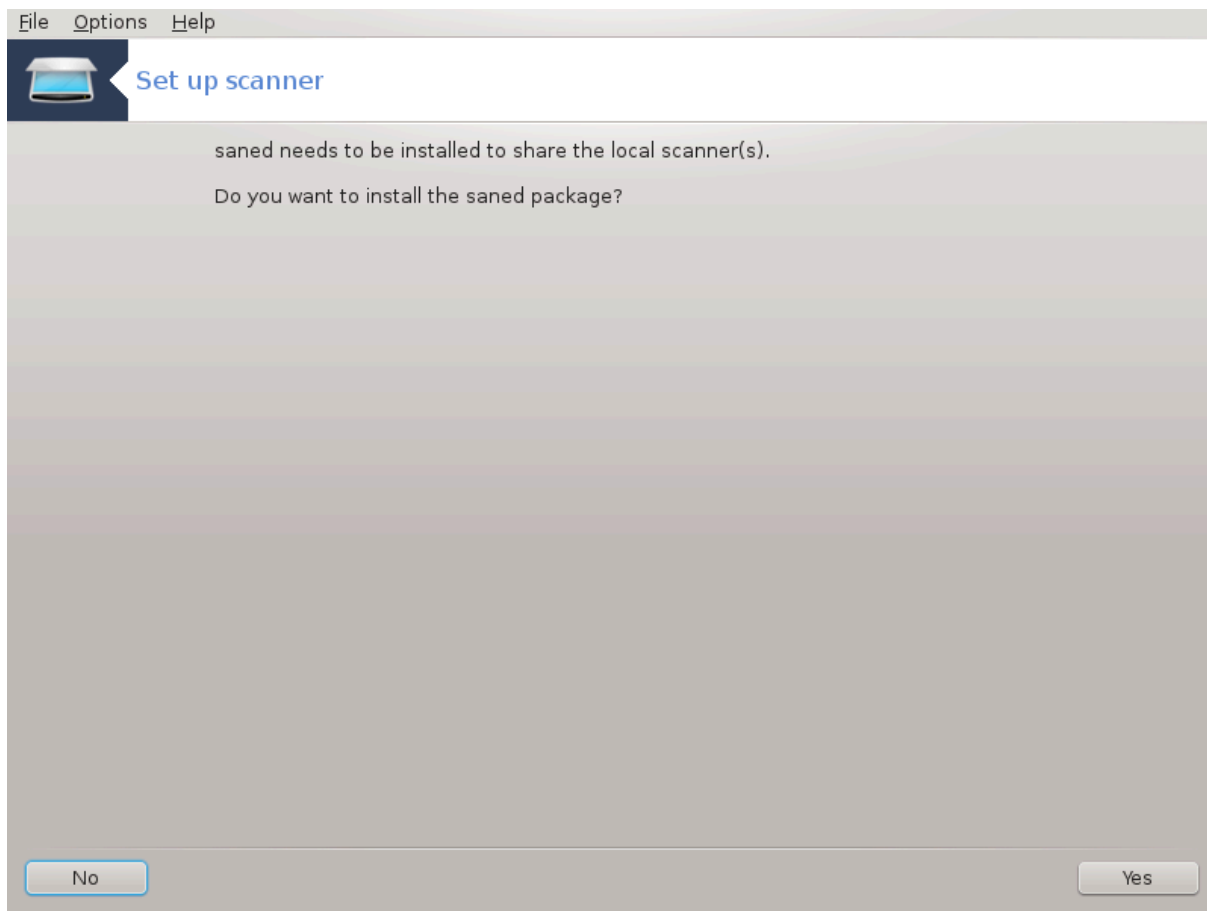 File Options Help
Set up scanner
saned needs to be installed to share the local scanner(s).
Do you want to install the saned package?
No Yes